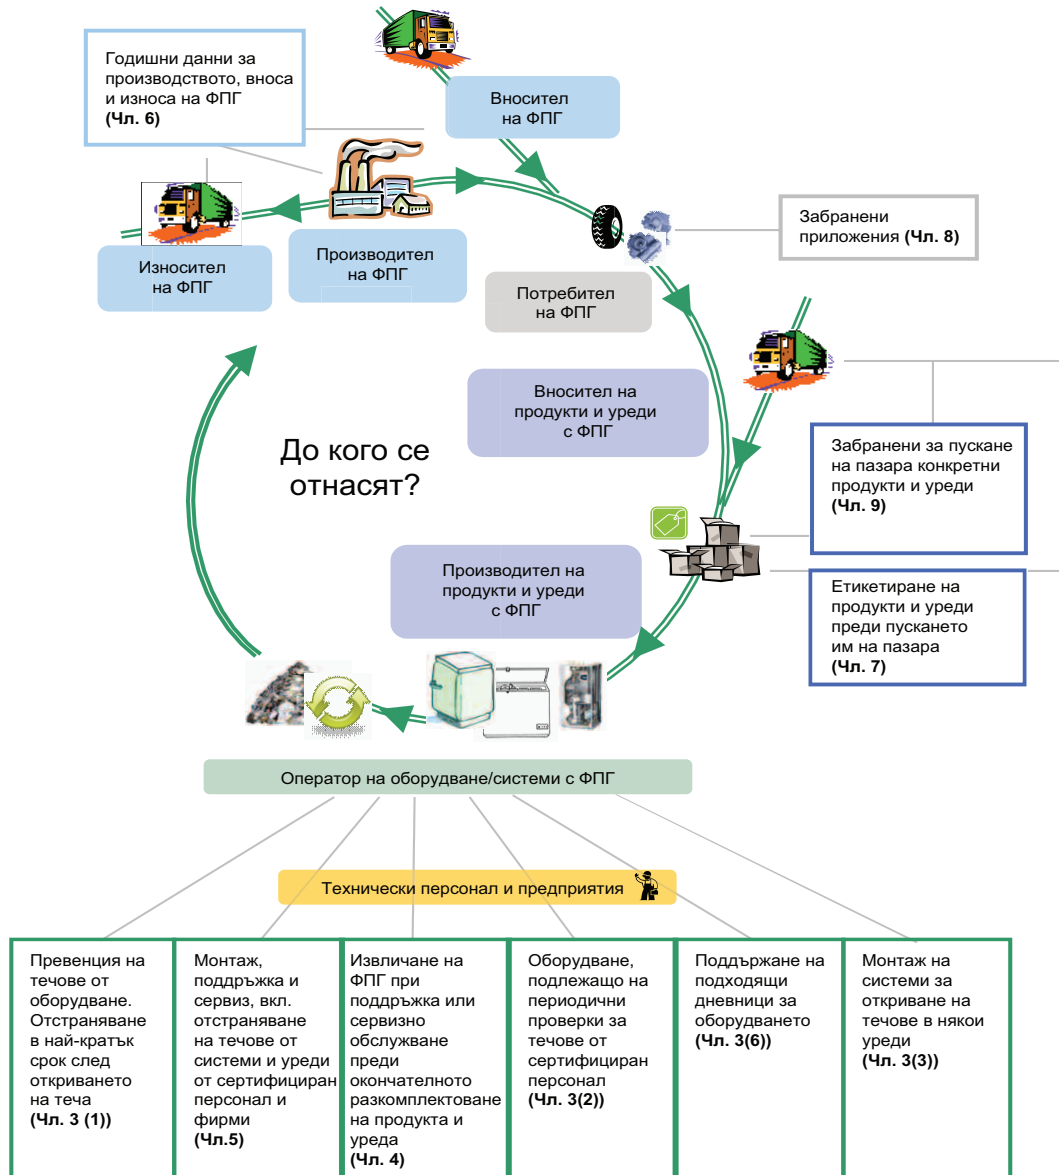 Годишни данни за
производството, вноса
и износа на ФПГ
(Чл. 6)
Вносител
на ФПГ
Износител
на ФПГ
Производител
на ФПГ
Забранени
приложения (Чл. 8)
Потребител
на ФПГ
Вносител на
продукти и уреди
с ФПГ
До кого се
отнасят?
Забранени за пускане
на пазара конкретни
продукти и уреди
(Чл. 9)
Производител на
продукти и уреди
с ФПГ
Етикетиране на
продукти и уреди
преди пускането
им на пазара
(Чл. 7)
Оператор на оборудване/системи с ФПГ
Технически персонал и предприятия
Превенция на
течове от
оборудване.
Отстраняване
в най-кратък
срок след
откриването
на теча
(Чл. 3 (1))
Монтаж,
поддръжка и
сервиз, вкл.
отстраняване
на течове от
системи и уреди
от сертифициран
персонал и
фирми
(Чл.5)
Извличане на
ФПГ при
поддръжка или
сервизно
обслужване
преди
окончателното
разкомплектоване
на продукта и
уреда
(Чл. 4)
Оборудване,
подлежащо на
периодични
проверки за
течове от
сертифициран
персонал
(Чл. 3(2))
Поддържане на
подходящи
дневници за
оборудването
(Чл. 3(6))
Монтаж на
системи за
откриване на
течове в някои
уреди
(Чл. 3(3))